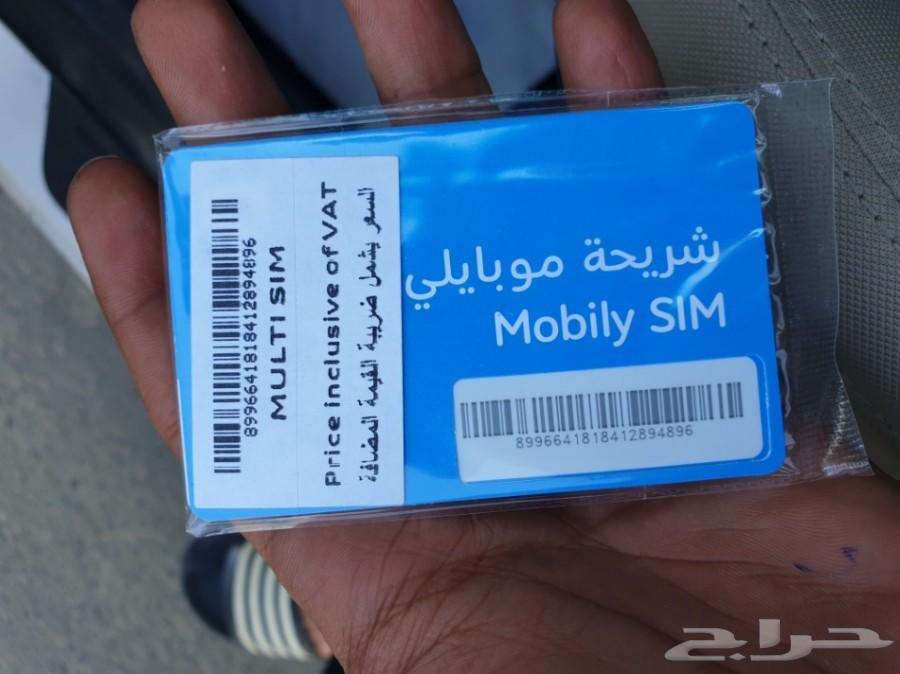 شريحة موبايلي
Mobily SIM
8996641818412894896
8996641818412894896
MULTI SIM
Price inclusive of VAT
السعر يشمل ضريبة القيمة المضافة
حراج